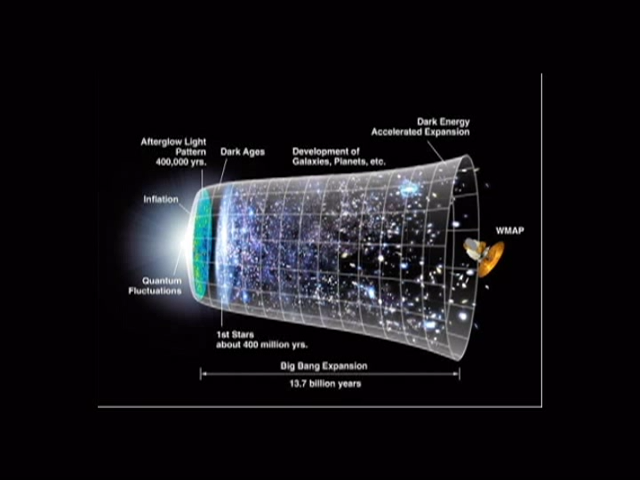 Dark Energy
Accelerated Expansion
Afterglow Light
Pattern
400,000 yrs.
Dark Ages
Development of
Galaxies, Planets, etc.
Inflation
WMAP
Quantum
Fluctuations
1st Stars
about 400 million yrs.
Big Bang Expansion
13.7 billion years